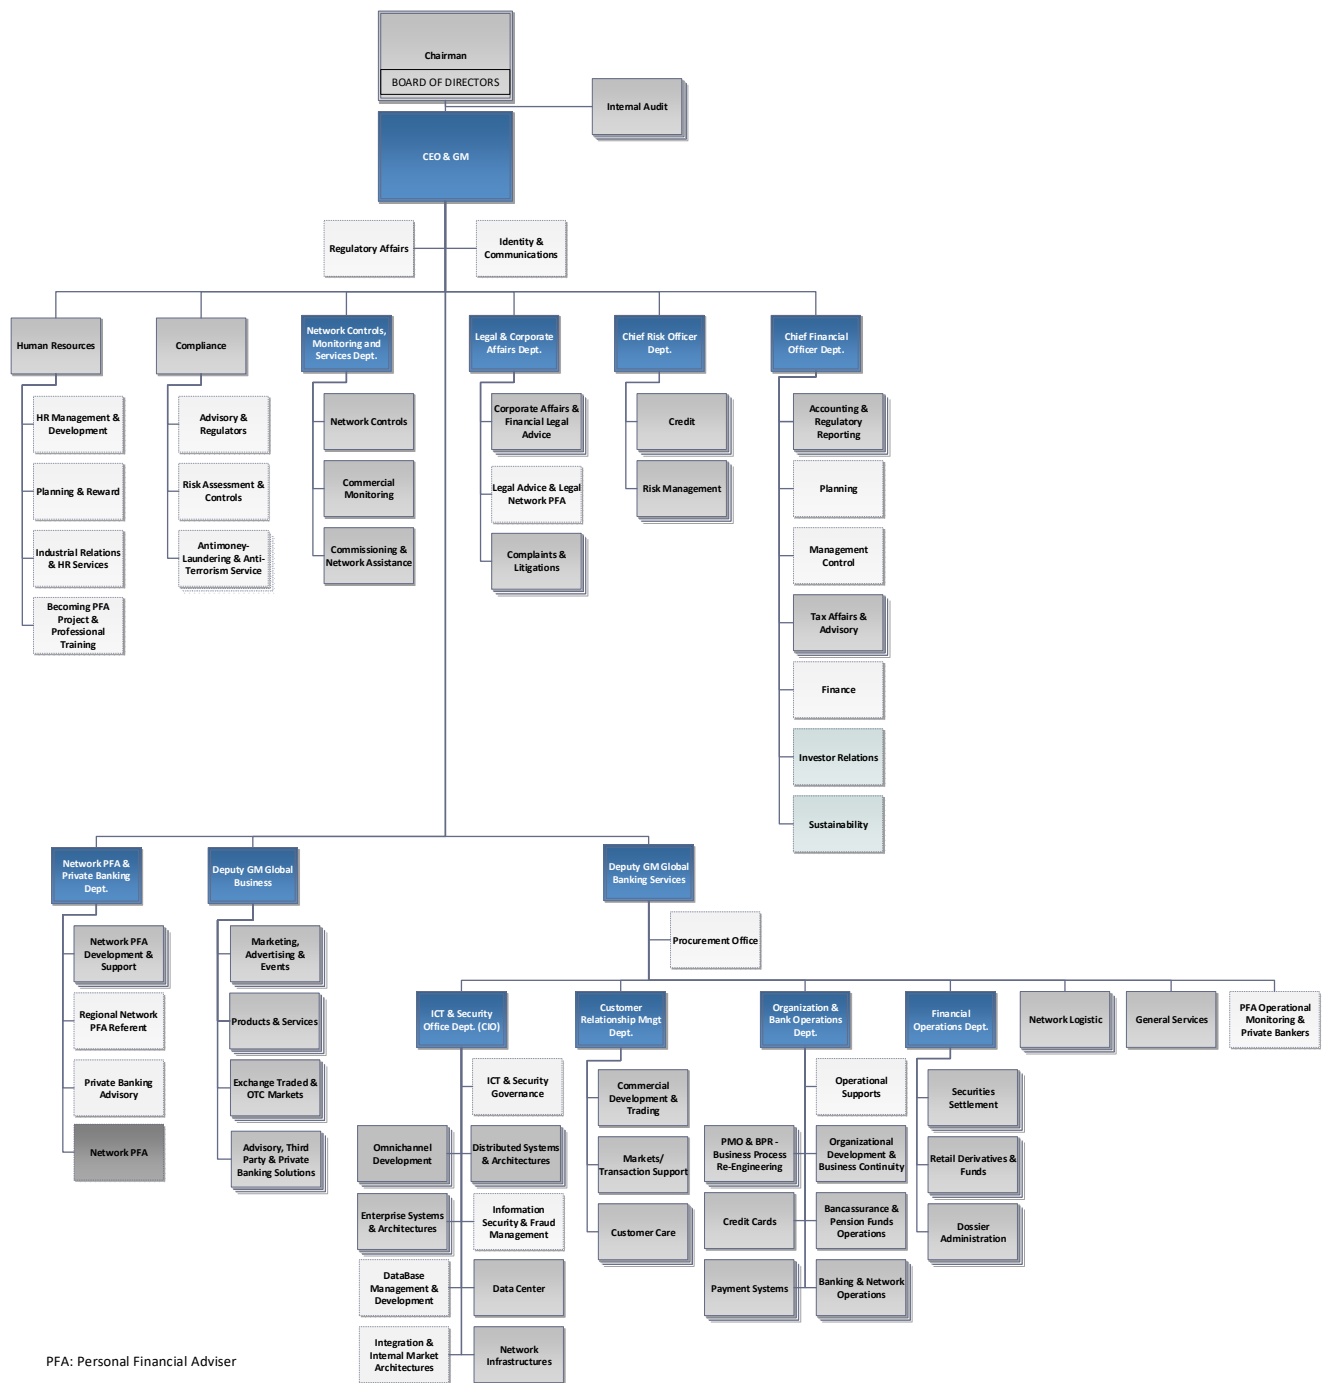 Chairman
BOARD OF DIRECTORS
Internal Audit
CEO & GM
Regulatory Affairs
Identity &
Communications
Human Resources
Compliance
Network Controls,
Monitoring and
Services Dept.
Legal & Corporate
Affairs Dept.
Chief Risk Officer
Dept.
Chief Financial
Officer Dept.
HR Management &
Development
Planning & Reward
Industrial Relations
& HR Services
Becoming PFA
Project &
Professional
Training
Advisory &
Regulators
Risk Assessment &
Controls
Antimoney-
Laundering & Anti-
Terrorism Service
Network Controls
Commercial
Monitoring
Commissioning &
Network Assistance
Corporate Affairs &
Financial Legal
Advice
Legal Advice & Legal
Network PFA
Complaints &
Litigations
Credit
Risk Management
Accounting &
Regulatory
Reporting
Planning
Management
Control
Tax Affairs &
Advisory
Finance
Investor Relations
Sustainability
Network PFA &
Private Banking
Dept.
Deputy GM Global
Business
Deputy GM Global
Banking Services
Network PFA
Development &
Support
Regional Network
PFA Referent
Private Banking
Advisory
Network PFA
Marketing,
Advertising &
Events
Products & Services
Exchange Traded &
OTC Markets
Advisory, Third
Party & Private
Banking Solutions
Procurement Office
ICT & Security
Office Dept. (CIO)
Customer
Relationship Mngt
Dept.
Organization &
Bank Operations
Dept.
Financial
Operations Dept.
Network Logistic
General Services
PFA Operational
Monitoring &
Private Bankers
ICT & Security
Governance
Omnichannel
Development
Distributed Systems
& Architectures
Enterprise Systems
& Architectures
Information
Security & Fraud
Management
DataBase
Management &
Development
Data Center
Integration &
Internal Market
Architectures
Network
Infrastructures
Commercial
Development &
Trading
Markets/
Transaction Support
Customer Care
Operational
Supports
PMO & BPR -
Business Process
Re-Engineering
Organizational
Development &
Business Continuity
Credit Cards
Bancassurance &
Pension Funds
Operations
Payment Systems
Banking & Network
Operations
Securities
Settlement
Retail Derivatives &
Funds
Dossier
Administration
PFA: Personal Financial Adviser